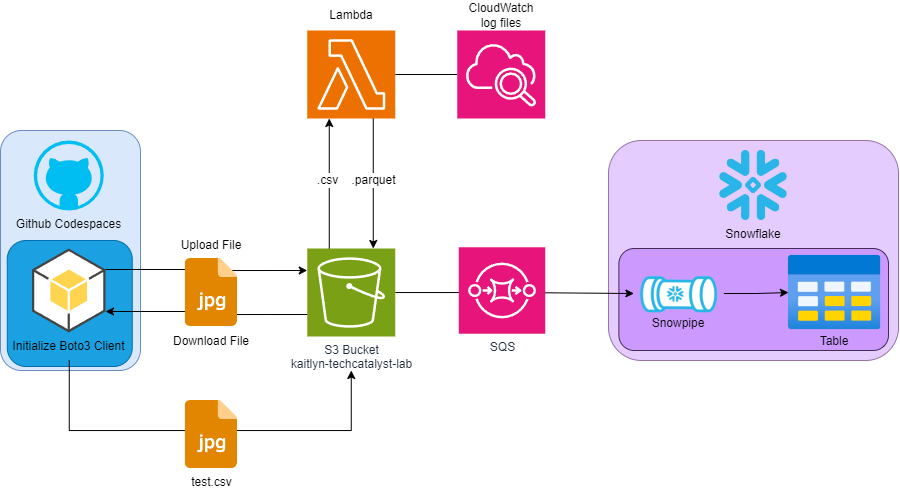 Lambda
CloudWatch
log files
.csv
.parquet
Github Codespaces
Snowflake
Upload File
jpg
Download File
Initialize Boto3 Client
S3 Bucket
kaitlyn-techcatalyst-lab
SQS
Snowpipe
Table
jpg
test.csv